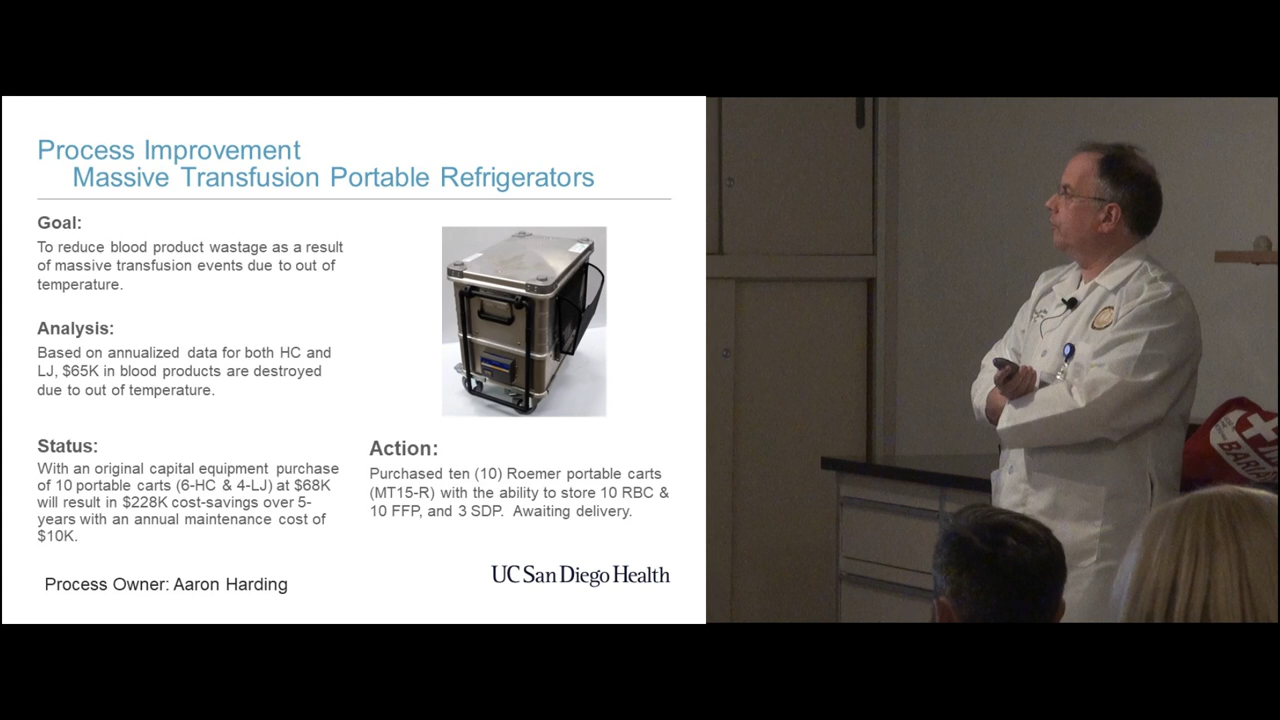 Process Improvement
Massive Transfusion Portable Refrigerators
Goal:
To reduce blood product wastage as a result
of massive transfusion events due to out of
temperature.
Analysis:
Based on annualized data for both HC and
LJ, $65K in blood products are destroyed
due to out of temperature.
Status:
With an original capital equipment purchase
of 10 portable carts (6-HC & 4-LJ) at $68K
will result in $228K cost-savings over 5-
years with an annual maintenance cost of
$10K.
Action:
Purchased ten (10) Roemer portable carts
(MT15-R) with the ability to store 10 RBC &
10 FFP, and 3 SDP. Awaiting delivery.
Process Owner: Aaron Harding
UC San Diego Health
BARIA